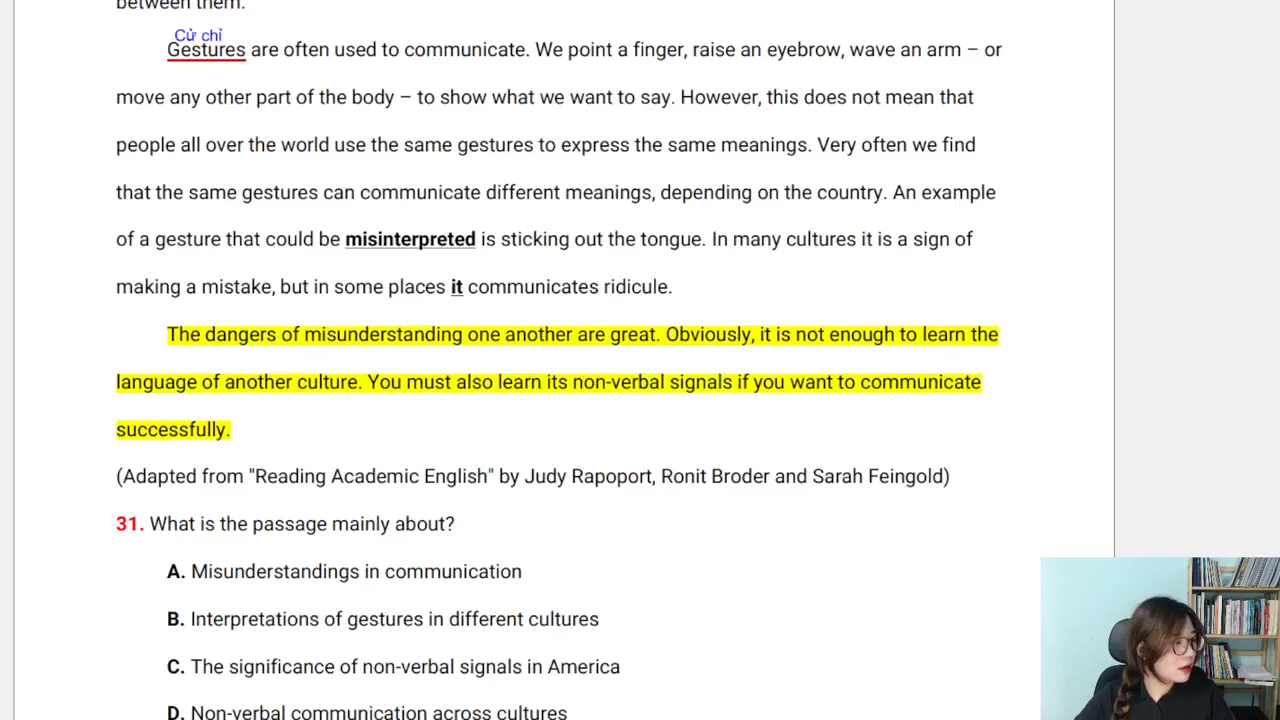 between them.
Cử chỉ
Gestures are often used to communicate. We point a finger, raise an eyebrow, wave an arm – or
move any other part of the body – to show what we want to say. However, this does not mean that
people all over the world use the same gestures to express the same meanings. Very often we find
that the same gestures can communicate different meanings, depending on the country. An example
of a gesture that could be misinterpreted is sticking out the tongue. In many cultures it is a sign of
making a mistake, but in some places it communicates ridicule.
The dangers of misunderstanding one another are great. Obviously, it is not enough to learn the
language of another culture. You must also learn its non-verbal signals if you want to communicate
successfully.
(Adapted from "Reading Academic English" by Judy Rapoport, Ronit Broder and Sarah Feingold)
31. What is the passage mainly about?
A. Misunderstandings in communication
B. Interpretations of gestures in different cultures
C. The significance of non-verbal signals in America
D. Non-verbal communication across cultures